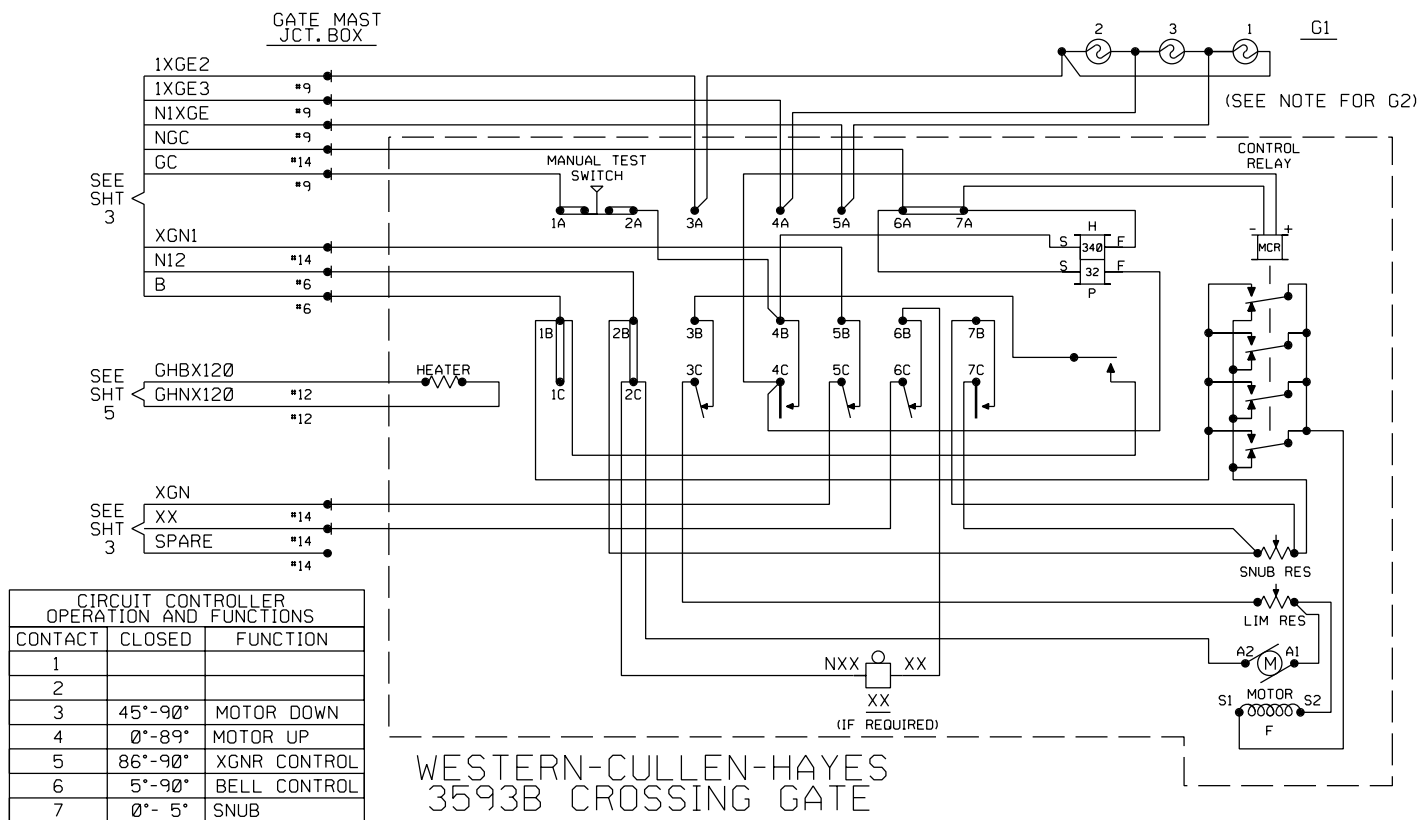 GATE MAST
JCT. BOX
1XGE2
#9
1XGE3
#9
N1XGE
#9
NGC
#14
GC
#9
SEE
SHT
3
XGN1
#14
N12
#6
B
#6
SEE
SHT
5
GHBX120
#12
GHNX120
#12
HEATER
SEE
SHT
3
XGN
#14
XX
#14
SPARE
#14
2 3 1
G1
(SEE NOTE FOR G2)
MANUAL TEST
SWITCH
CONTROL
RELAY
1A 2A 3A 4A 5A 6A 7A
H
S 340 F
S 32 F
P
- +
MCR
1B 2B 3B 4B 5B 6B 7B
1C 2C 3C 4C 5C 6C 7C
SNUB RES
LIM RES
A2 M A1
MOTOR
S1 S2
F
NXX XX
XX
(IF REQUIRED)
CIRCUIT CONTROLLER
OPERATION AND FUNCTIONS
CONTACT CLOSED FUNCTION
1
2
3 45°-90° MOTOR DOWN
4 0°-89° MOTOR UP
5 86°-90° XGNR CONTROL
6 5°-90° BELL CONTROL
7 0°- 5° SNUB
WESTERN-CULLEN-HAYES
3593B CROSSING GATE